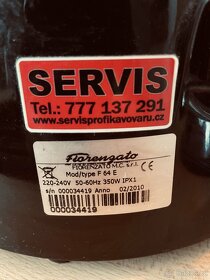 SERVIS
Tel.: 777 137 291
www.servisprofikavovaru.cz
Fiorenzato
FIORENZATO M.C. s.r.l.
Mod/type F 64 E
220-240V 50-60Hz 350W IPX1
s/n 000034419 Anno 02/2010
000034419